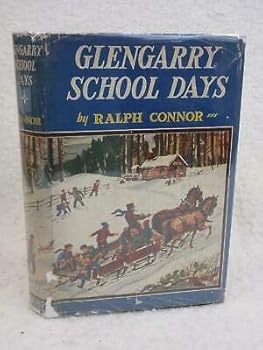 GLENGARRY
SCHOOL DAYS
by RALPH CONNOR
GLENGARRY
SCHOOL
DAYS
CONNOR